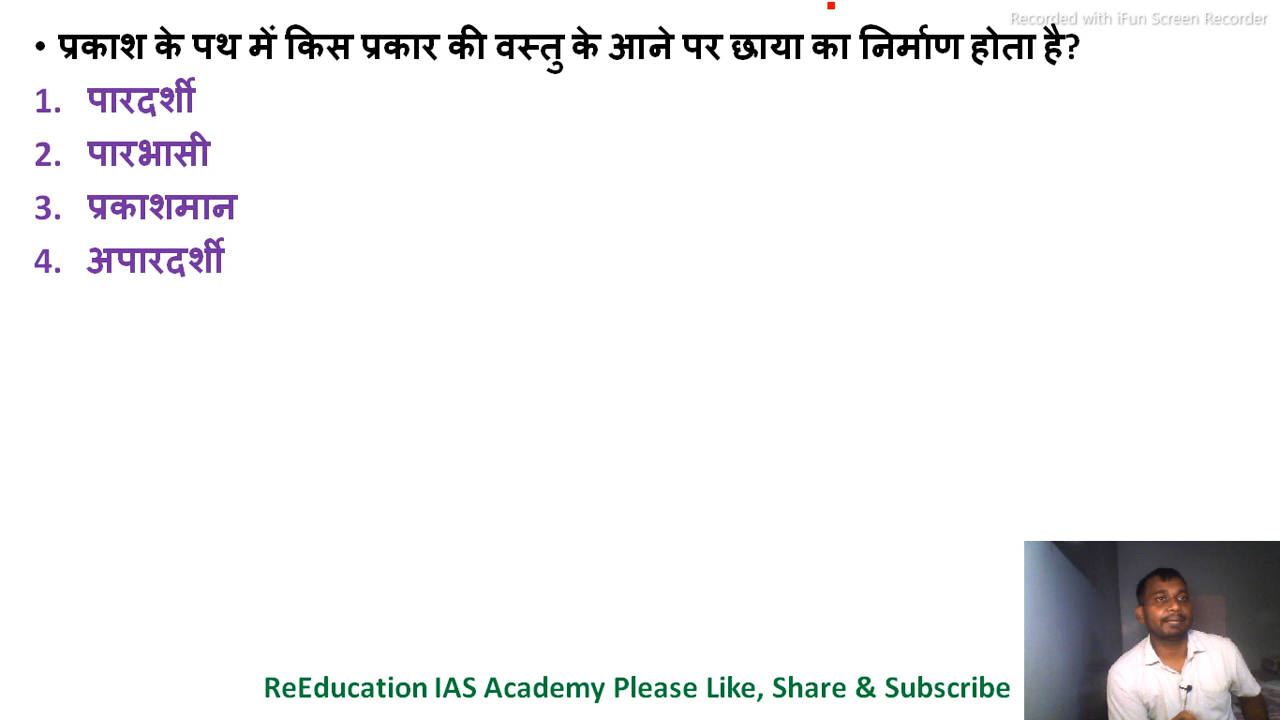 Recorded with iFun Screen Recorder
• प्रकाश के पथ में किस प्रकार की वस्तु के आने पर छाया का निर्माण होता है?
1. पारदर्शी
2. पारभासी
3. प्रकाशमान
4. अपारदर्शी
ReEducation IAS Academy Please Like, Share & Subscribe